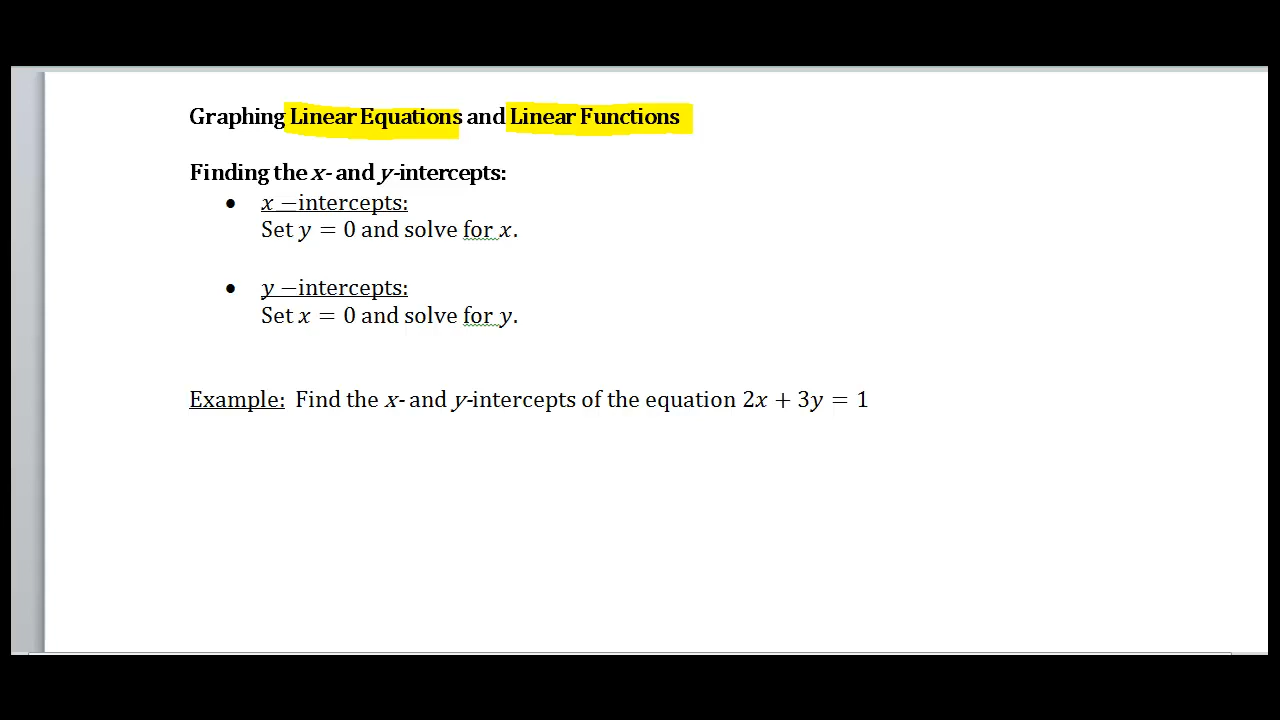 Graphing Linear Equations and Linear Functions
Finding the x- and y-intercepts:
• x −intercepts:
Set y = 0 and solve for x.
• y −intercepts:
Set x = 0 and solve for y.
Example: Find the x- and y-intercepts of the equation 2x + 3y = 1